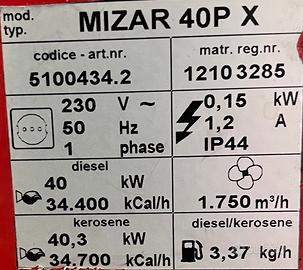 mod. typ. MIZAR 40P X
codice - art.nr. matr. reg.nr.
5100434.2 12103285
230 V ~ 0,15 kW
50 Hz 1,2 A
1 phase IP44
diesel
40 kW
34.400 kCal/h 1.750 m³/h
kerosene diesel/kerosene
40,3 kW
34.700 kCal/h 3,37 kg/h